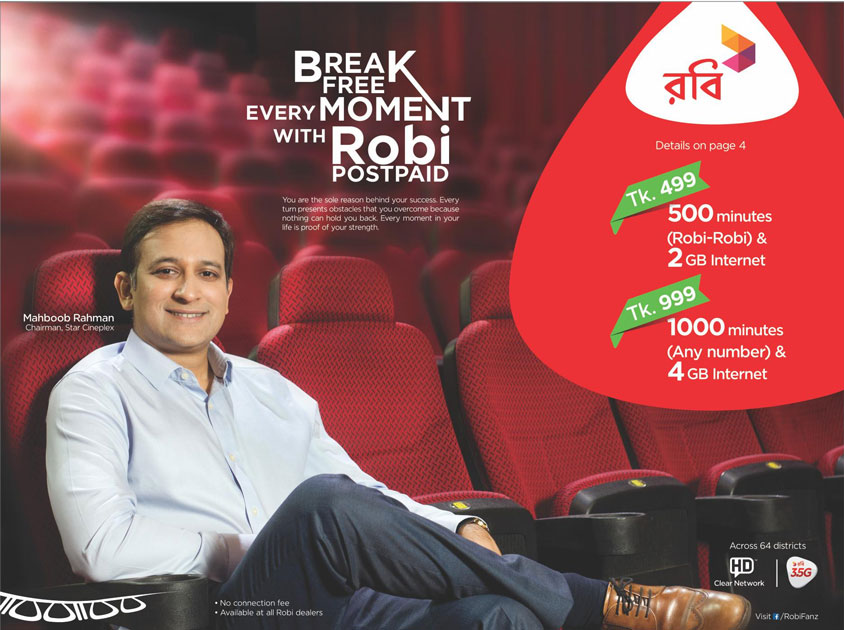 BREAK
FREE
EVERY MOMENT
WITH Robi
POSTPAID
You are the sole reason behind your success. Every
turn presents obstacles that you overcome because
nothing can hold you back. Every moment in your
life is proof of your strength.
রবি
Details on page 4
Tk. 499
500 minutes
(Robi-Robi) &
2 GB Internet
Tk. 999
1000 minutes
(Any number) &
4 GB Internet
Mahboob Rahman
Chairman, Star Cineplex
Across 64 districts
HD
Clear Network
রবি
3.5G
• No connection fee
• Available at all Robi dealers
Visit f/RobiFanz